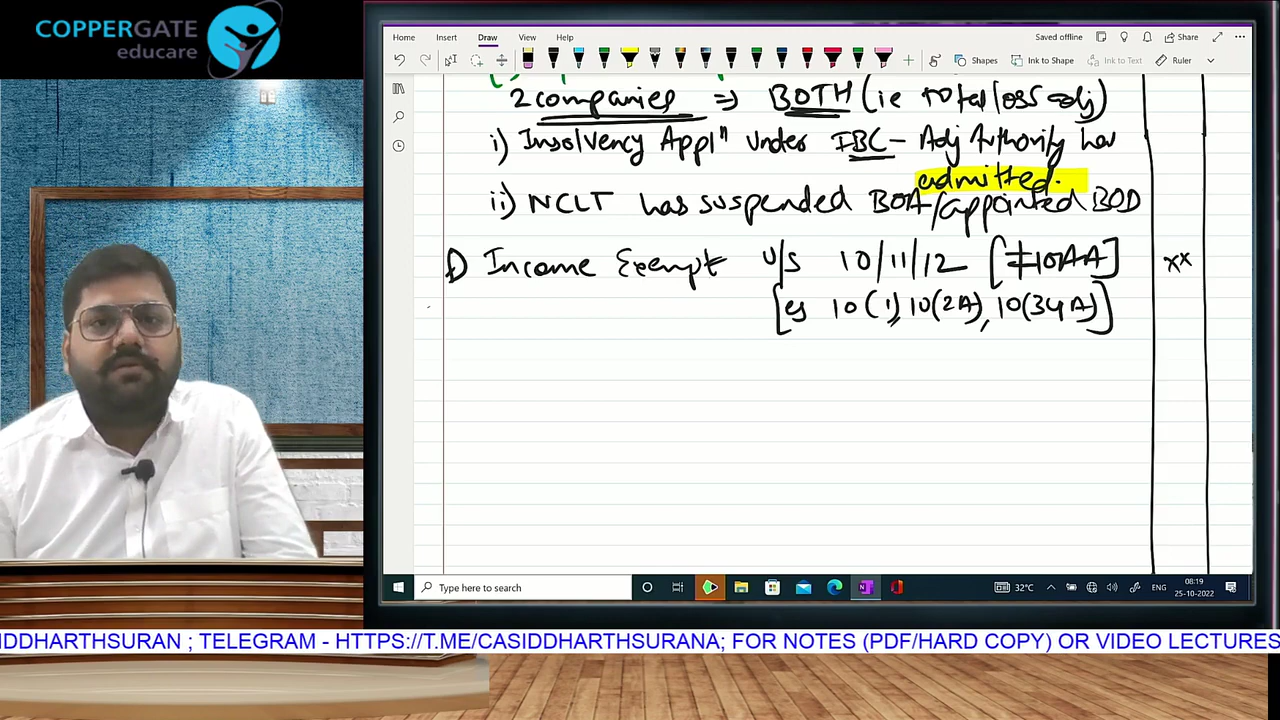 COPPERGATE
educare
Home Insert Draw View Help
Saved offline
Share
Shapes
Ink to Shape
Ink to Text
Ruler
2 companies ⇒ BOTH (ie total loss adj)
i) Insolvency Applⁿ under IBC - Adj Authority has
admitted.
ii) NCLT has suspended BOA/appointed BOD
D Income Exempt u/s 10/11/12 [≠10AA] xx
[eg 10(1), 10(2A), 10(34A)]
Type here to search
32°C
ENG
08:19
25-10-2022
IDDHARTHSURAN ; TELEGRAM - HTTPS://T.ME/CASIDDHARTHSURANA; FOR NOTES (PDF/HARD COPY) OR VIDEO LECTURES